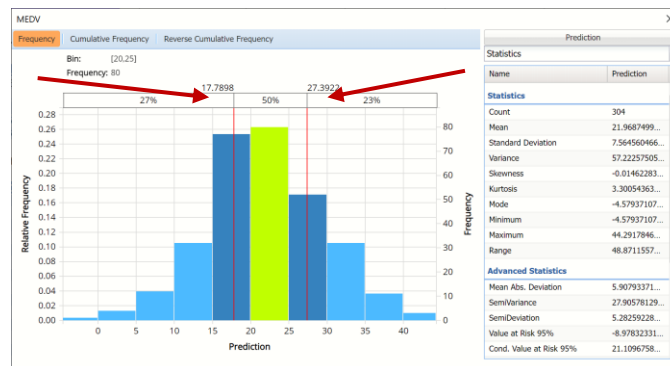 MEDV
Frequency Cumulative Frequency Reverse Cumulative Frequency
Bin: [20,25]
Frequency: 80
17.7898 27.3922
27% 50% 23%
0.28
0.26
0.24
0.22
0.20
0.18
0.16
0.14
0.12
0.10
0.08
0.06
0.04
0.02
0.00
Relative Frequency
80
70
60
50
40
30
20
10
0
Frequency
0 5 10 15 20 25 30 35 40
Prediction
Prediction
Statistics
Name Prediction
Statistics
Count 304
Mean 21.9687499...
Standard Deviation 7.564560466...
Variance 57.22257505...
Skewness -0.01462283...
Kurtosis 3.30054363...
Mode -4.57937107...
Minimum -4.57937107...
Maximum 44.2917846...
Range 48.8711557...
Advanced Statistics
Mean Abs. Deviation 5.90793371...
SemiVariance 27.90578129...
SemiDeviation 5.28259228...
Value at Risk 95% -8.97832331...
Cond. Value at Risk 95% 21.1096758...